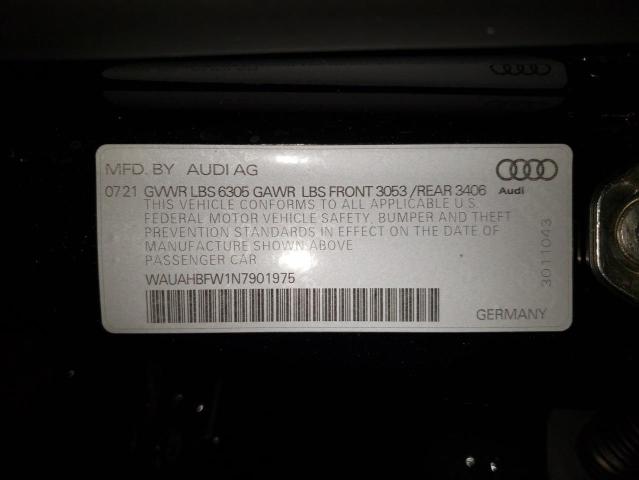 MFD. BY AUDI AG
07 21 GVWR LBS 6305 GAWR LBS FRONT 3053 /REAR 3406
Audi
THIS VEHICLE CONFORMS TO ALL APPLICABLE U.S.
FEDERAL MOTOR VEHICLE SAFETY, BUMPER AND THEFT
PREVENTION STANDARDS IN EFFECT ON THE DATE OF
MANUFACTURE SHOWN ABOVE
PASSENGER CAR
WAUAHBFW1N7901975
GERMANY
3011043